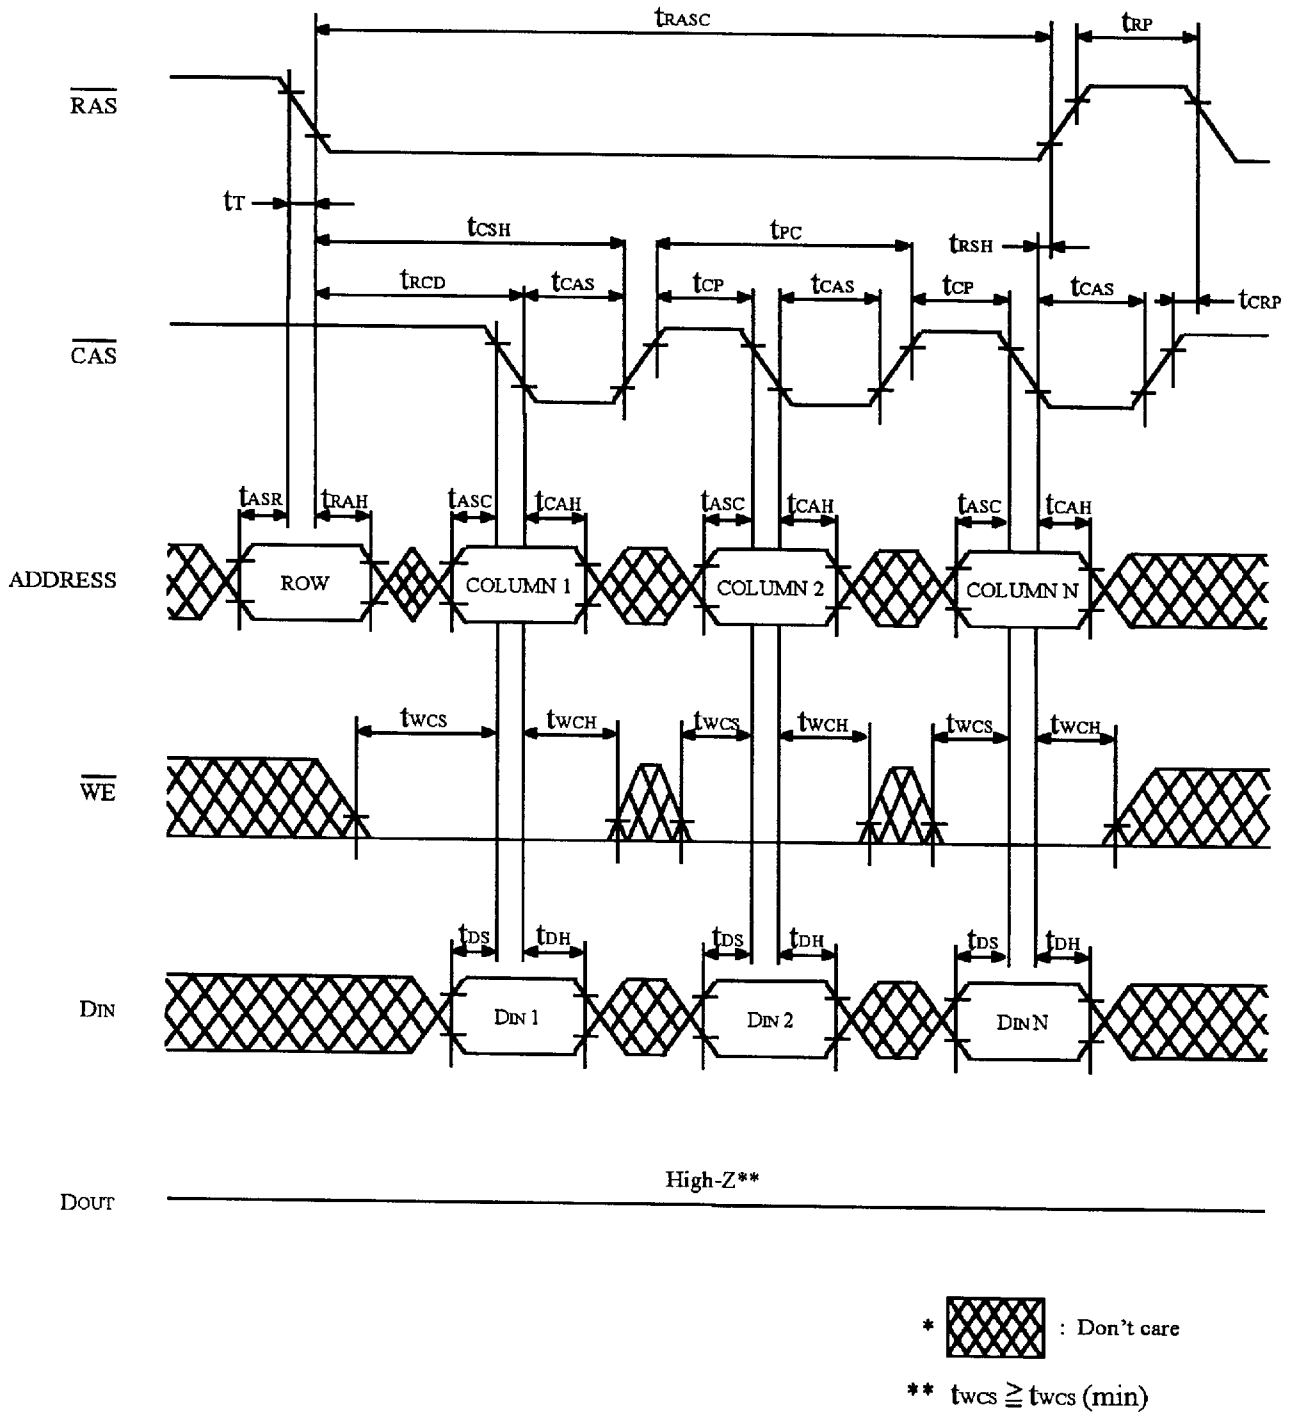 tRASC
tRP
RAS
tT
tCSH
tPC
tRSH
tRCD
tCAS
tCP
tCAS
tCP
tCAS
tCRP
CAS
tASR
tRAH
tASC
tCAH
tASC
tCAH
tASC
tCAH
ADDRESS
ROW
COLUMN 1
COLUMN 2
COLUMN N
tWCS
tWCH
tWCS
tWCH
tWCS
tWCH
WE
tDS
tDH
tDS
tDH
tDS
tDH
DIN
DIN 1
DIN 2
DIN N
High-Z**
DOUT
* : Don't care
** tWCS ≧ tWCS (min)